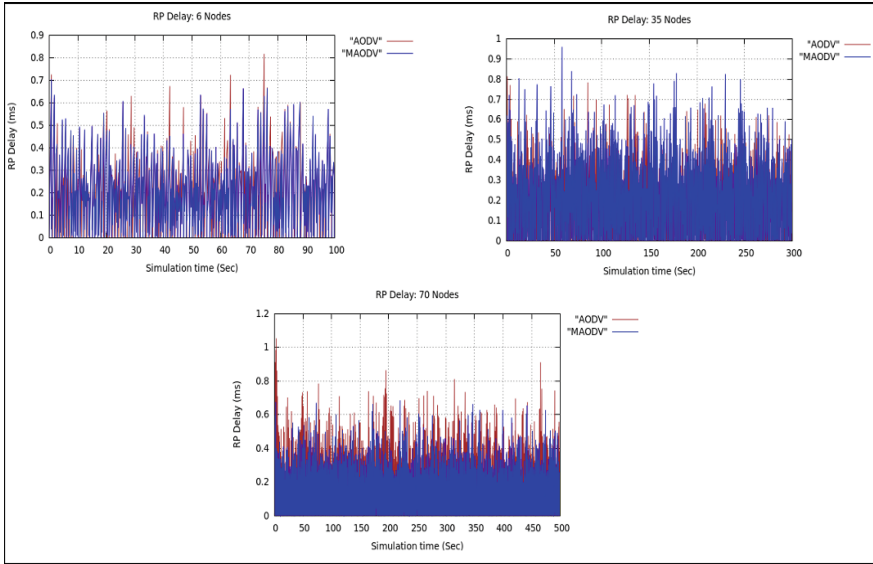 RP Delay: 6 Nodes
"AODV"
"MAODV"
RP Delay (ms)
0.9
0.8
0.7
0.6
0.5
0.4
0.3
0.2
0.1
0
0 10 20 30 40 50 60 70 80 90 100
Simulation time (Sec)
RP Delay: 35 Nodes
"AODV"
"MAODV"
RP Delay (ms)
1
0.9
0.8
0.7
0.6
0.5
0.4
0.3
0.2
0.1
0
0 50 100 150 200 250 300
Simulation time (Sec)
RP Delay: 70 Nodes
"AODV"
"MAODV"
RP Delay (ms)
1.2
1
0.8
0.6
0.4
0.2
0
0 50 100 150 200 250 300 350 400 450 500
Simulation time (Sec)